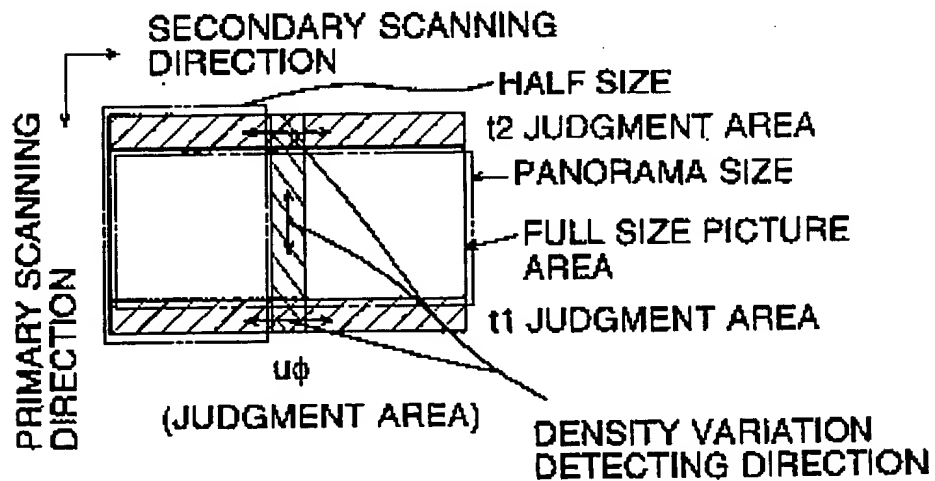 SECONDARY SCANNING
DIRECTION
HALF SIZE
t2 JUDGMENT AREA
PANORAMA SIZE
FULL SIZE PICTURE
AREA
t1 JUDGMENT AREA
PRIMARY SCANNING
DIRECTION
uϕ
(JUDGMENT AREA)
DENSITY VARIATION
DETECTING DIRECTION